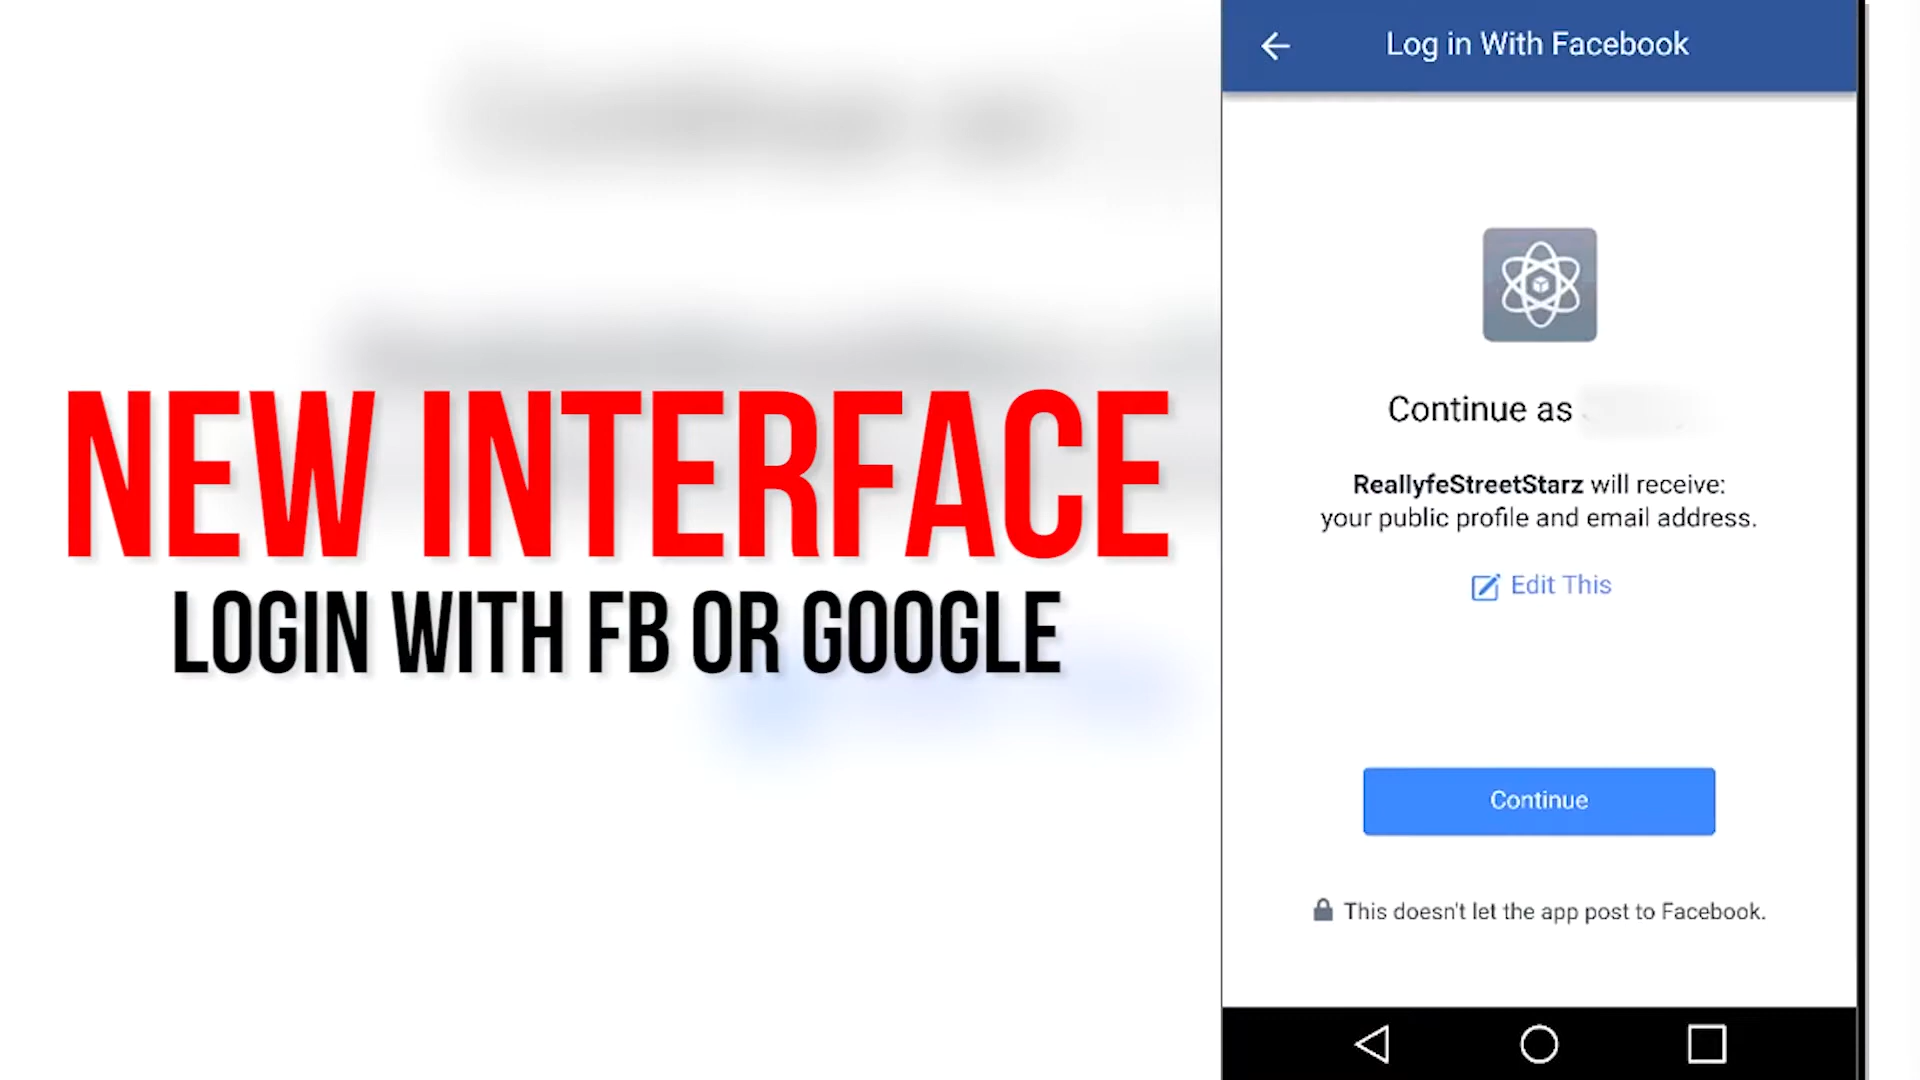 NEW INTERFACE
LOGIN WITH FB OR GOOGLE
Log in With Facebook
Continue as
ReallyfeStreetStarz will receive:
your public profile and email address.
Edit This
Continue
This doesn't let the app post to Facebook.